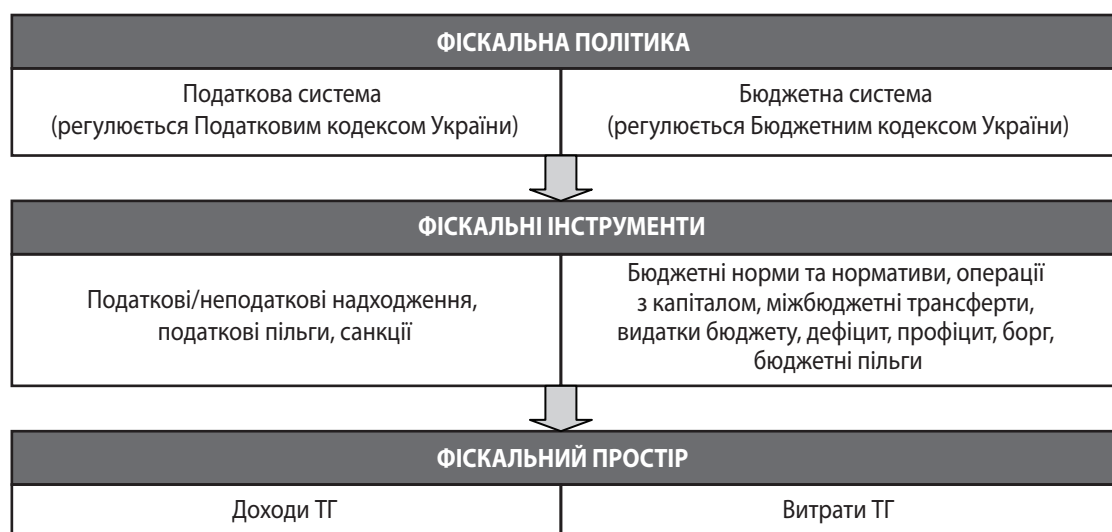 ФІСКАЛЬНА ПОЛІТИКА
Податкова система
(регулюється Податковим кодексом України)
Бюджетна система
(регулюється Бюджетним кодексом України)
ФІСКАЛЬНІ ІНСТРУМЕНТИ
Податкові/неподаткові надходження,
податкові пільги, санкції
Бюджетні норми та нормативи, операції
з капіталом, міжбюджетні трансферти,
видатки бюджету, дефіцит, профіцит, борг,
бюджетні пільги
ФІСКАЛЬНИЙ ПРОСТІР
Доходи ТГ
Витрати ТГ